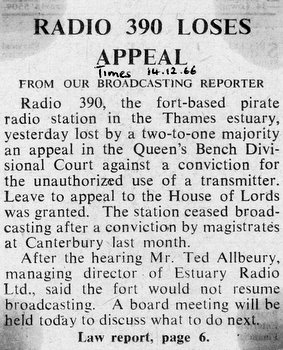 RADIO 390 LOSES
APPEAL
Times 14.12.66
FROM OUR BROADCASTING REPORTER
Radio 390, the fort-based pirate
radio station in the Thames estuary,
yesterday lost by a two-to-one majority
an appeal in the Queen's Bench Divi-
sional Court against a conviction for
the unauthorized use of a transmitter.
Leave to appeal to the House of Lords
was granted. The station ceased broad-
casting after a conviction by magistrates
at Canterbury last month.
After the hearing Mr. Ted Allbeury,
managing director of Estuary Radio
Ltd., said the fort would not resume
broadcasting. A board meeting will be
held today to discuss what to do next.
Law report, page 6.